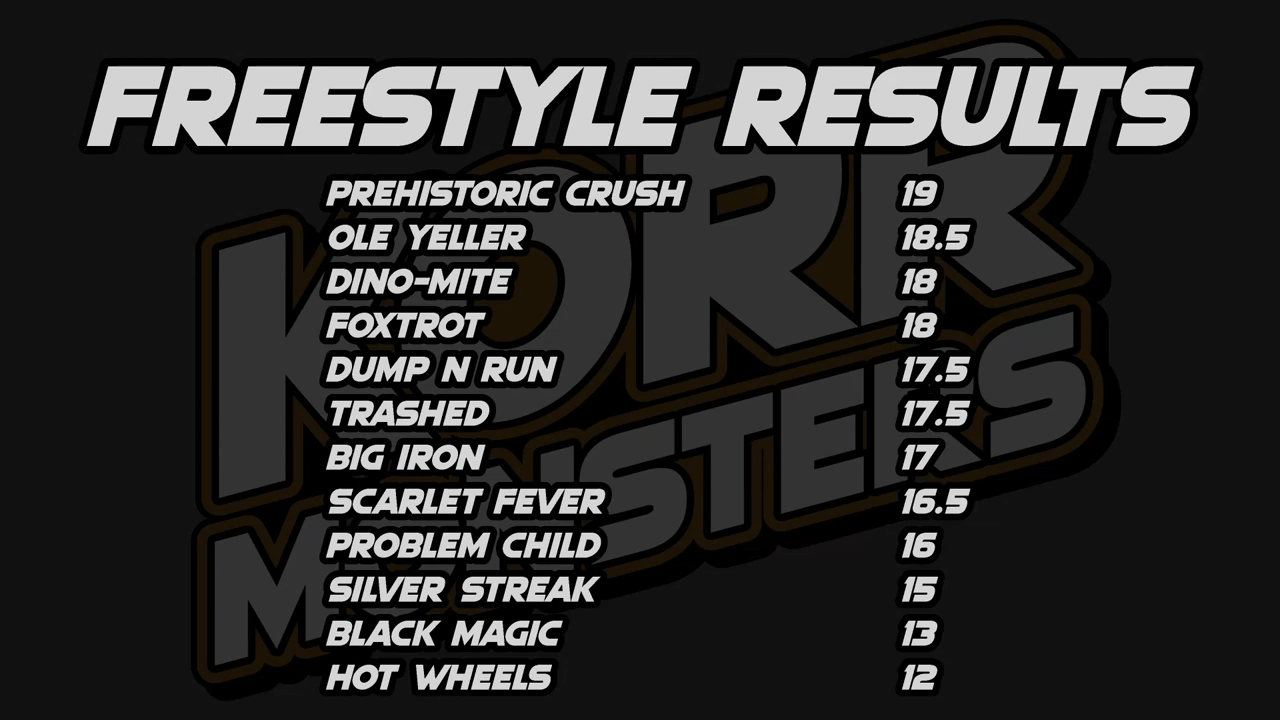 FREESTYLE RESULTS
PREHISTORIC CRUSH 19
OLE YELLER 18.5
DINO-MITE 18
FOXTROT 18
DUMP N RUN 17.5
TRASHED 17.5
BIG IRON 17
SCARLET FEVER 16.5
PROBLEM CHILD 16
SILVER STREAK 15
BLACK MAGIC 13
HOT WHEELS 12
KORR
MONSTERS